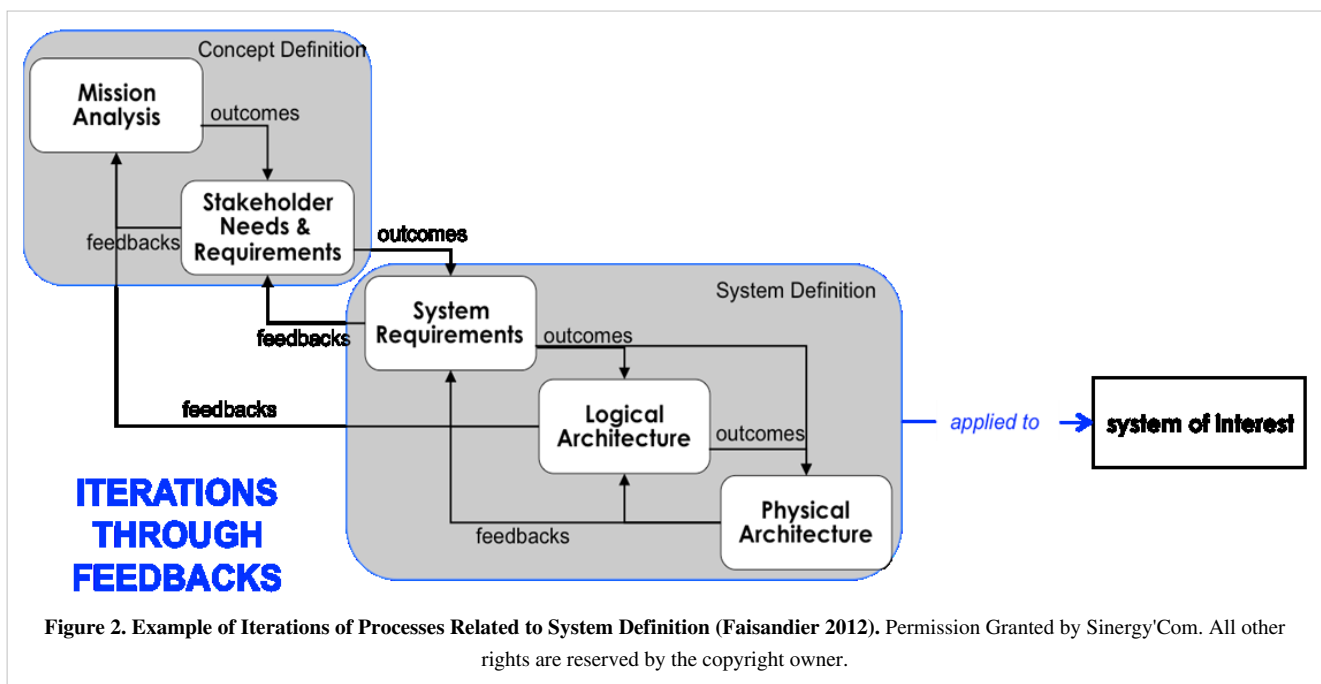 Concept Definition
Mission
Analysis
outcomes
Stakeholder
Needs &
Requirements
feedbacks
outcomes
System Definition
System
Requirements
feedbacks
outcomes
Logical
Architecture
feedbacks
outcomes
applied to
system of interest
Physical
Architecture
feedbacks
ITERATIONS
THROUGH
FEEDBACKS
Figure 2. Example of Iterations of Processes Related to System Definition (Faisandier 2012). Permission Granted by Sinergy'Com. All other
rights are reserved by the copyright owner.